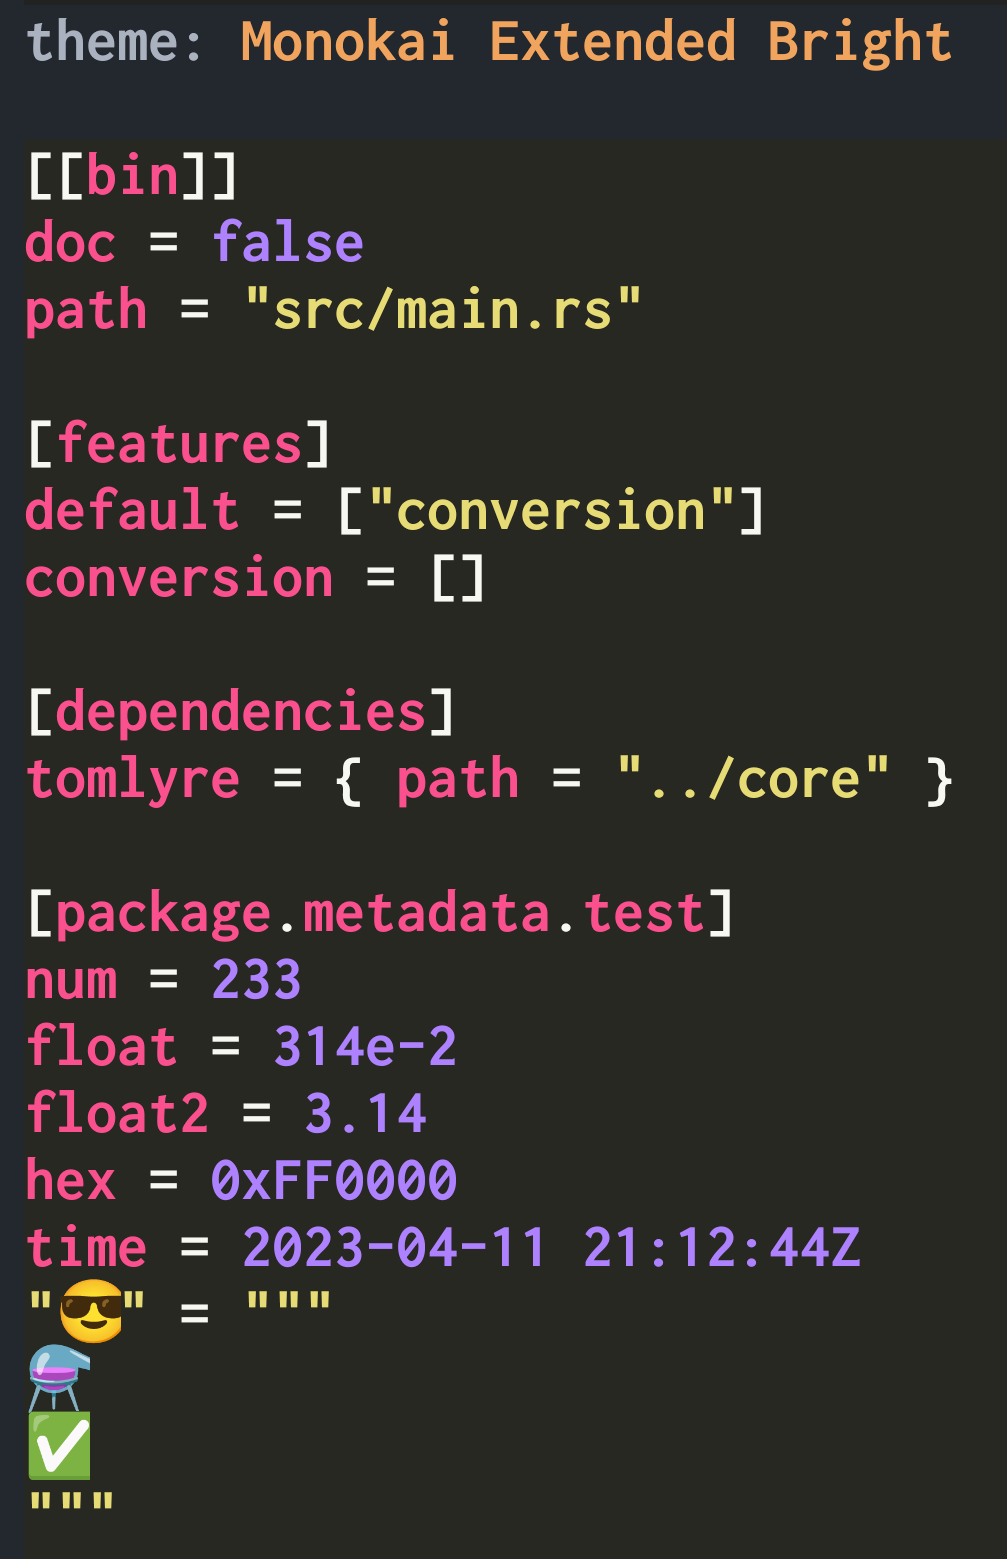 theme: Monokai Extended Bright
[[bin]]
doc = false
path = "src/main.rs"
[features]
default = ["conversion"]
conversion = []
[dependencies]
tomlyre = { path = "../core" }
[package.metadata.test]
num = 233
float = 314e-2
float2 = 3.14
hex = 0xFF0000
time = 2023-04-11 21:12:44Z
"😎" = """
⚗️
✅
"""